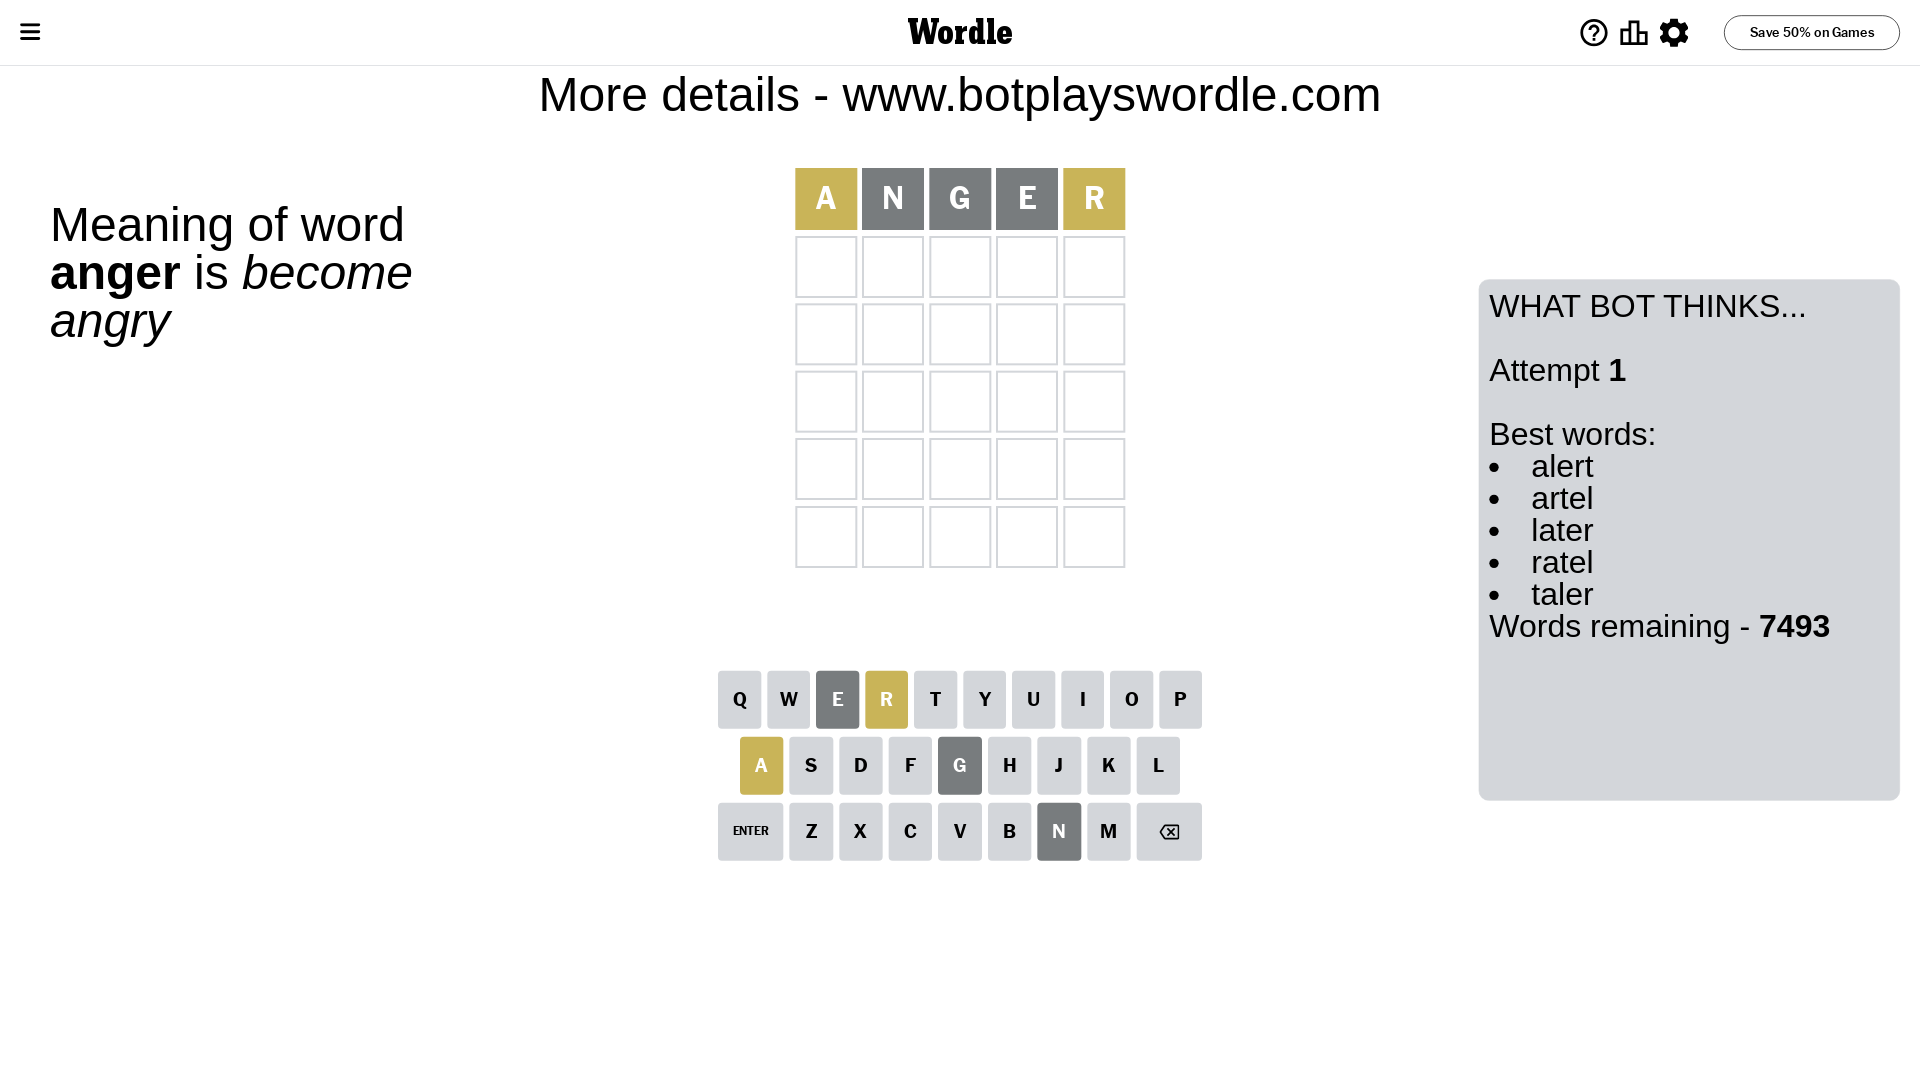 Wordle
Save 50% on Games
More details - www.botplayswordle.com
Meaning of word
anger is become
angry
A N G E R
WHAT BOT THINKS...
Attempt 1
Best words:
• alert
• artel
• later
• ratel
• taler
Words remaining - 7493
Q W E R T Y U I O P
A S D F G H J K L
ENTER Z X C V B N M